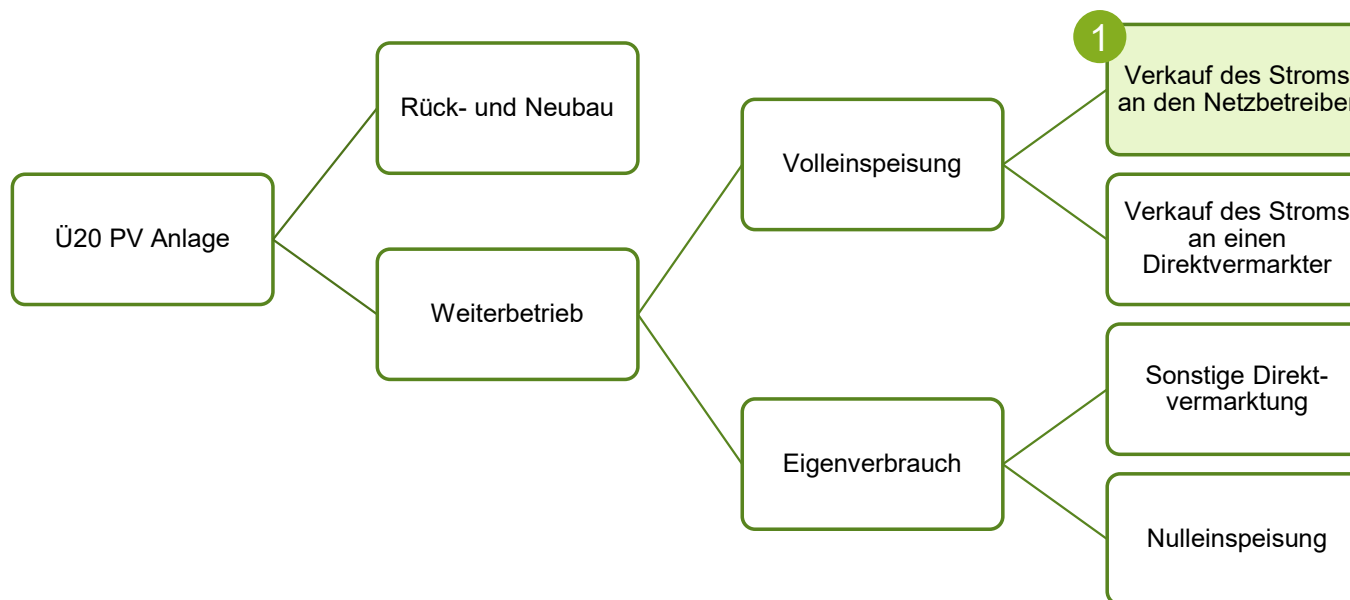 1
Verkauf des Stroms
an den Netzbetreiber
Rück- und Neubau
Volleinspeisung
Ü20 PV Anlage
Verkauf des Stroms
an einen
Direktvermarkter
Weiterbetrieb
Sonstige Direkt-
vermarktung
Eigenverbrauch
Nulleinspeisung